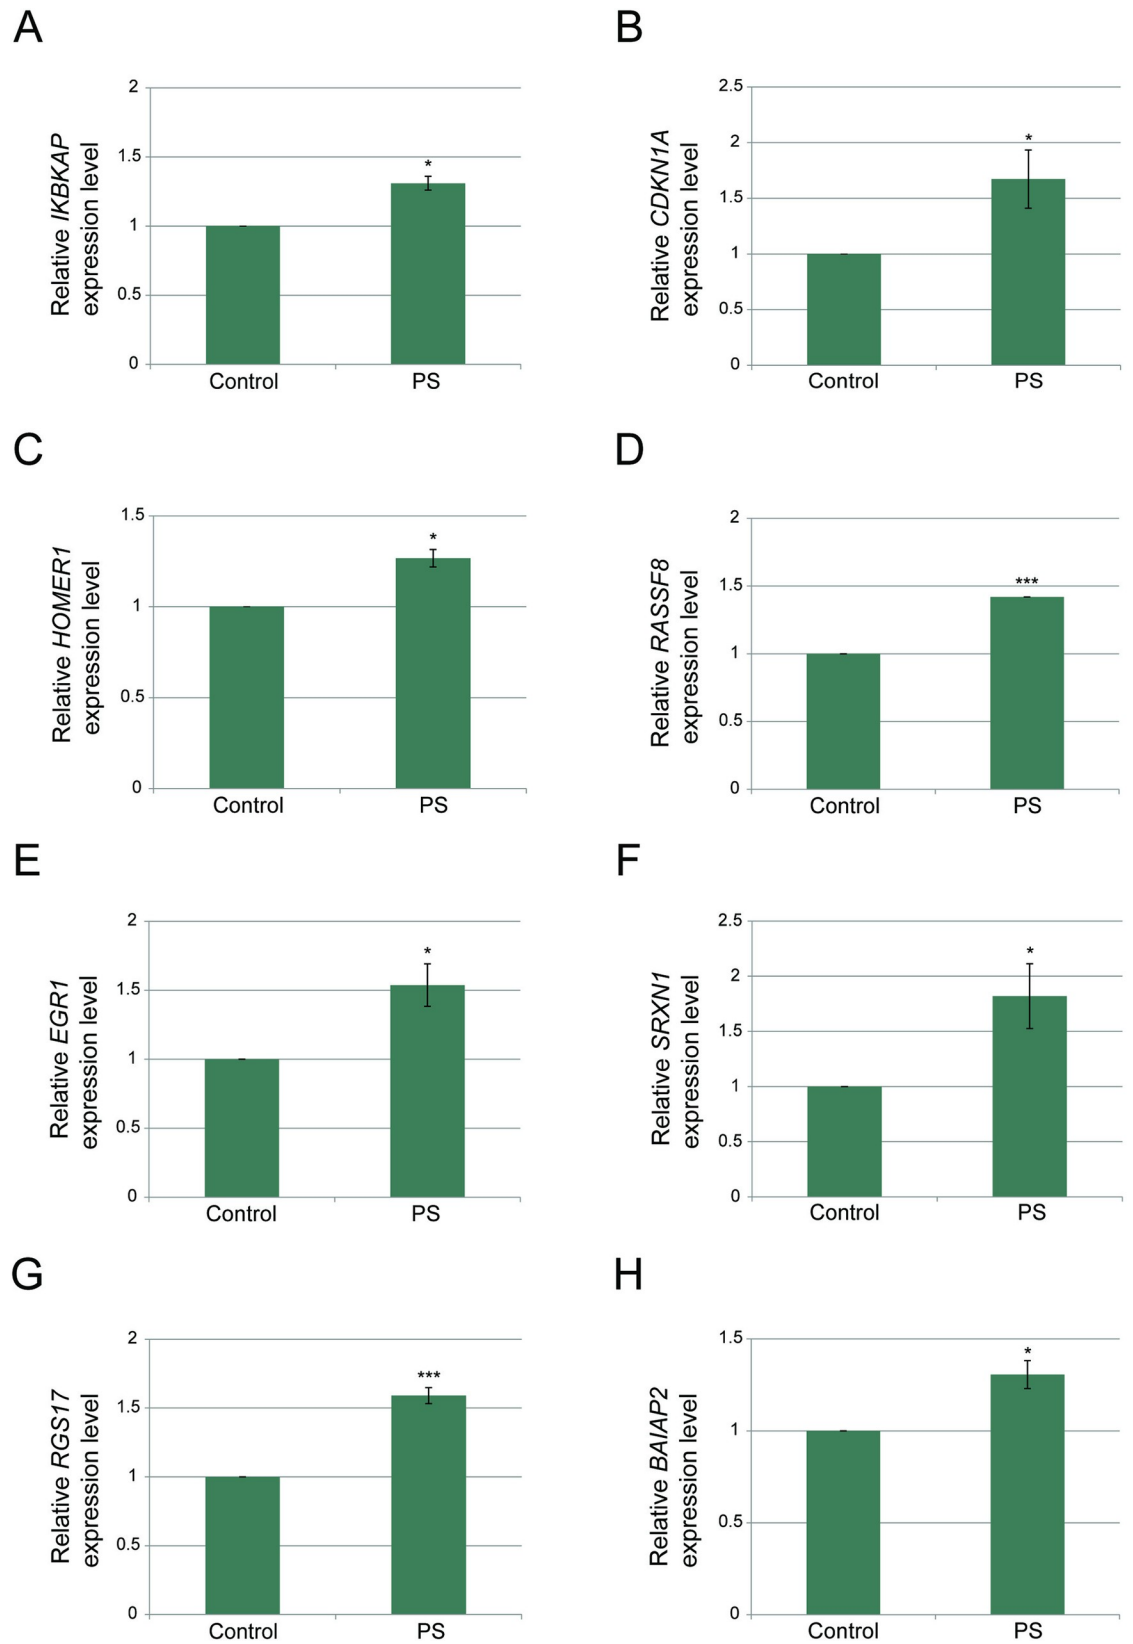 A
Relative IKBKAP
expression level
2
1.5
1
0.5
0
*
Control
PS
B
Relative CDKN1A
expression level
2.5
2
1.5
1
0.5
0
*
Control
PS
C
Relative HOMER1
expression level
1.5
1
0.5
0
*
Control
PS
D
Relative RASSF8
expression level
2
1.5
1
0.5
0
***
Control
PS
E
Relative EGR1
expression level
2
1.5
1
0.5
0
*
Control
PS
F
Relative SRXN1
expression level
2.5
2
1.5
1
0.5
0
*
Control
PS
G
Relative RGS17
expression level
2
1.5
1
0.5
0
***
Control
PS
H
Relative BAIAP2
expression level
1.5
1
0.5
0
*
Control
PS